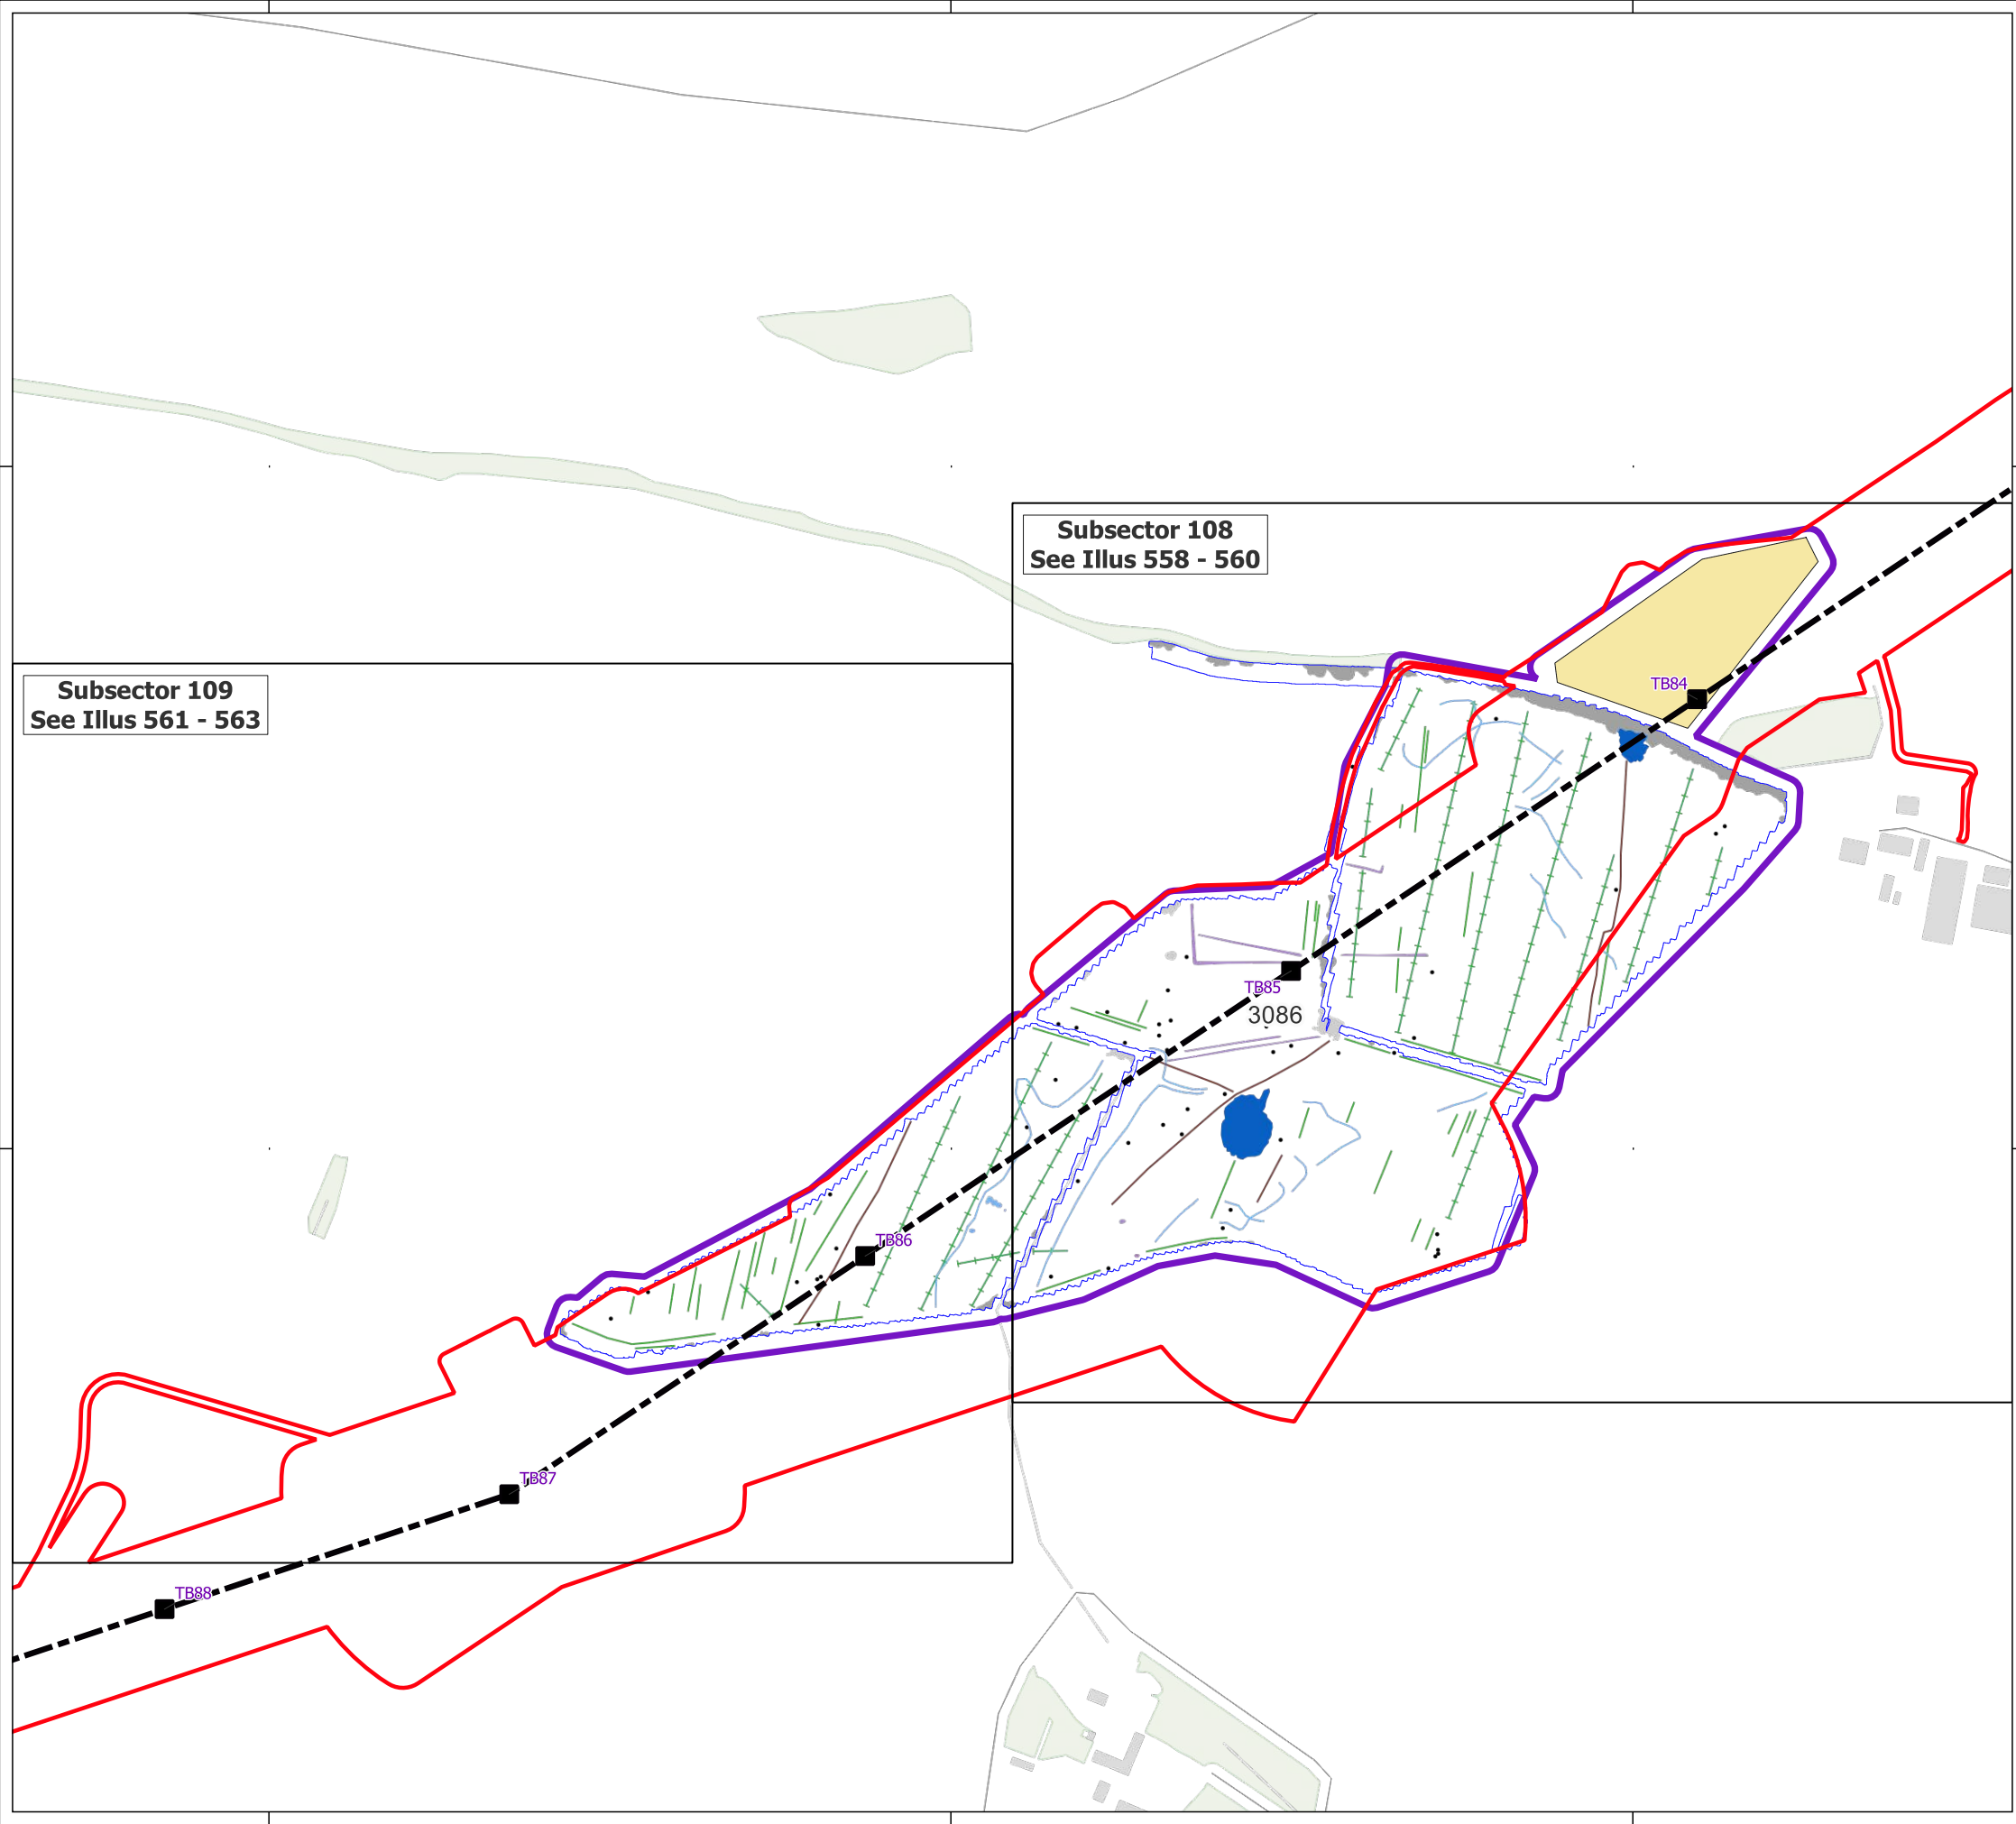 Subsector 108
See Illus 558 - 560
TB84
Subsector 109
See Illus 561 - 563
TB85
3086
TB86
TB87
TB88